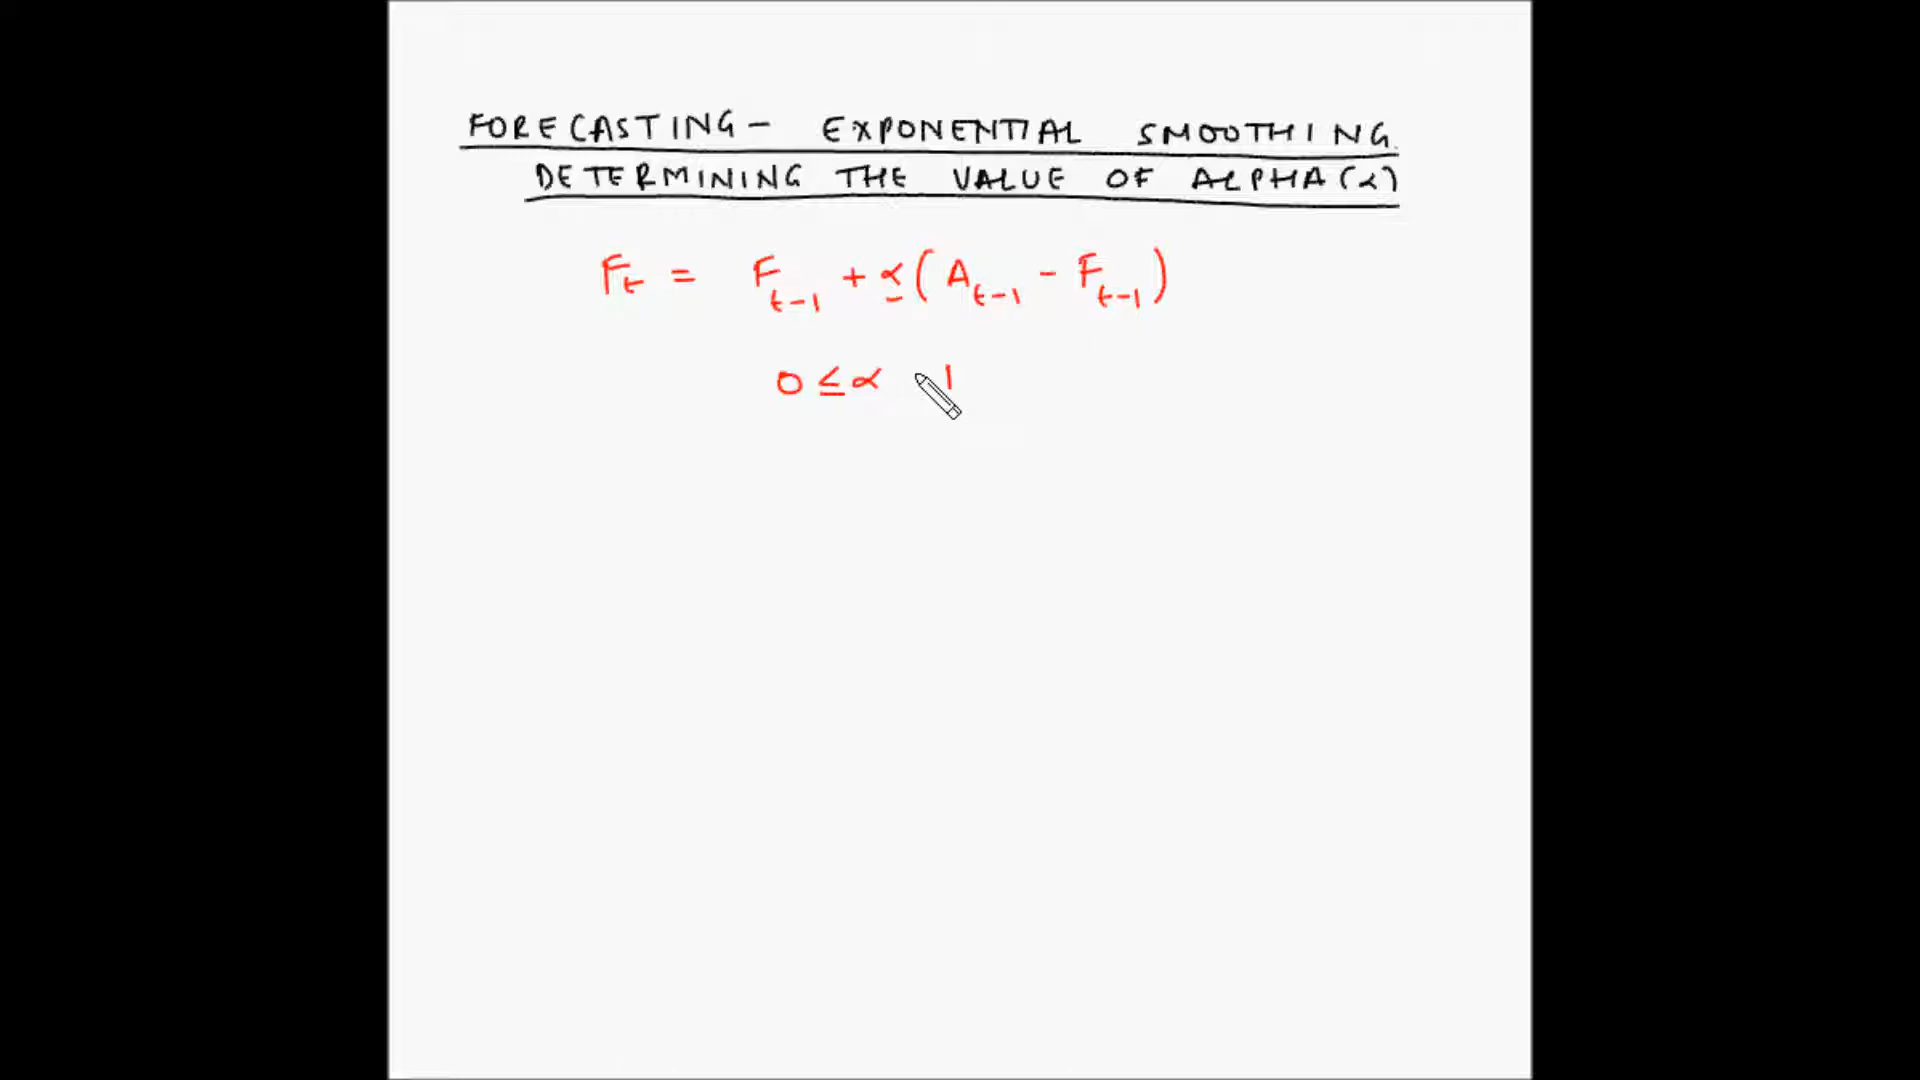 FORECASTING - EXPONENTIAL SMOOTHING.
DETERMINING THE VALUE OF ALPHA (α)
Fₜ = Fₜ₋₁ + α (Aₜ₋₁ - Fₜ₋₁)
0 ≤ α 1